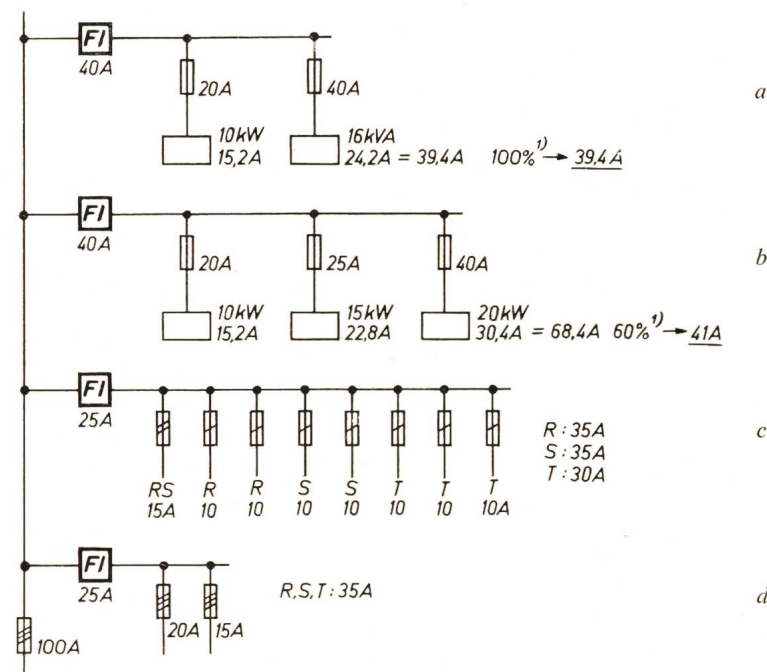 FI
40A
20A
40A
a
10kW
15,2A
16kVA
24,2A = 39,4A 100% 1) → 39,4A
FI
40A
20A
25A
40A
b
10kW
15,2A
15kW
22,8A
20kW
30,4A = 68,4A 60% 1) → 41A
FI
25A
R : 35A
S : 35A
T : 30A
c
RS R R S S T T T
15A 10 10 10 10 10 10 10A
FI
25A
20A
15A
R,S,T : 35A
d
100A